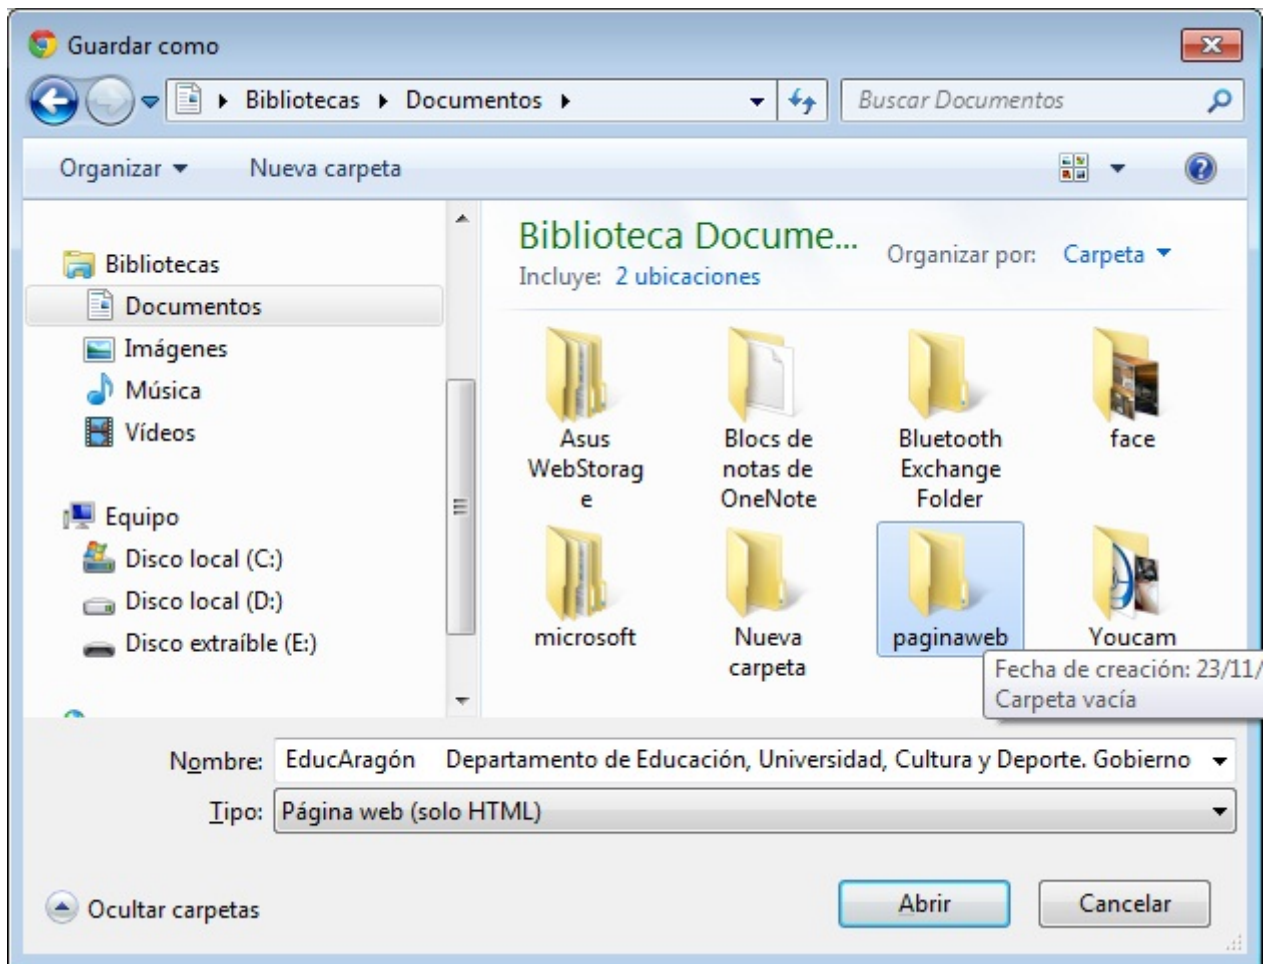 Guardar como
Bibliotecas Documentos
Buscar Documentos
Organizar
Nueva carpeta
Bibliotecas
Documentos
Imágenes
Música
Vídeos
Equipo
Disco local (C:)
Disco local (D:)
Disco extraíble (E:)
Biblioteca Docume...
Incluye: 2 ubicaciones
Organizar por: Carpeta
Asus
WebStorag
e
Blocs de
notas de
OneNote
Bluetooth
Exchange
Folder
face
microsoft
Nueva
carpeta
paginaweb
Youcam
Fecha de creación: 23/11/
Carpeta vacía
Nombre: EducAragón Departamento de Educación, Universidad, Cultura y Deporte. Gobierno
Tipo: Página web (solo HTML)
Ocultar carpetas
Abrir
Cancelar